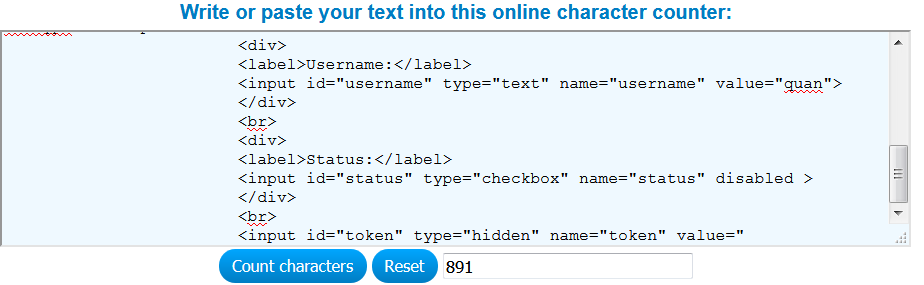 Write or paste your text into this online character counter:
<div>
<label>Username:</label>
<input id="username" type="text" name="username" value="quan">
</div>
<br>
<div>
<label>Status:</label>
<input id="status" type="checkbox" name="status" disabled >
</div>
<br>
<input id="token" type="hidden" name="token" value="
Count characters Reset 891